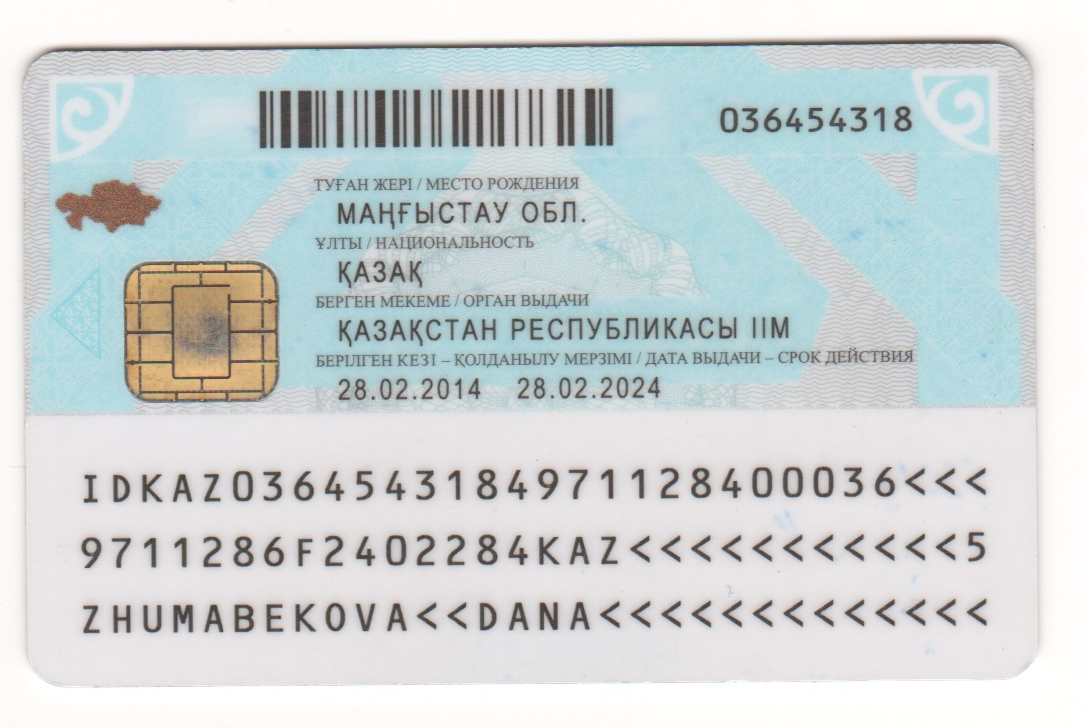 036454318
ТУҒАН ЖЕРІ / МЕСТО РОЖДЕНИЯ
МАҢҒЫСТАУ ОБЛ.
ҰЛТЫ / НАЦИОНАЛЬНОСТЬ
ҚАЗАҚ
БЕРГЕН МЕКЕМЕ / ОРГАН ВЫДАЧИ
ҚАЗАҚСТАН РЕСПУБЛИКАСЫ ІІМ
БЕРІЛГЕН КЕЗІ – ҚОЛДАНЫЛУ МЕРЗІМІ / ДАТА ВЫДАЧИ – СРОК ДЕЙСТВИЯ
28.02.2014 28.02.2024
IDKAZ0364543184971128400036<<<
9711286F2402284KAZ<<<<<<<<<<<5
ZHUMABEKOVA<<DANA<<<<<<<<<<<<<